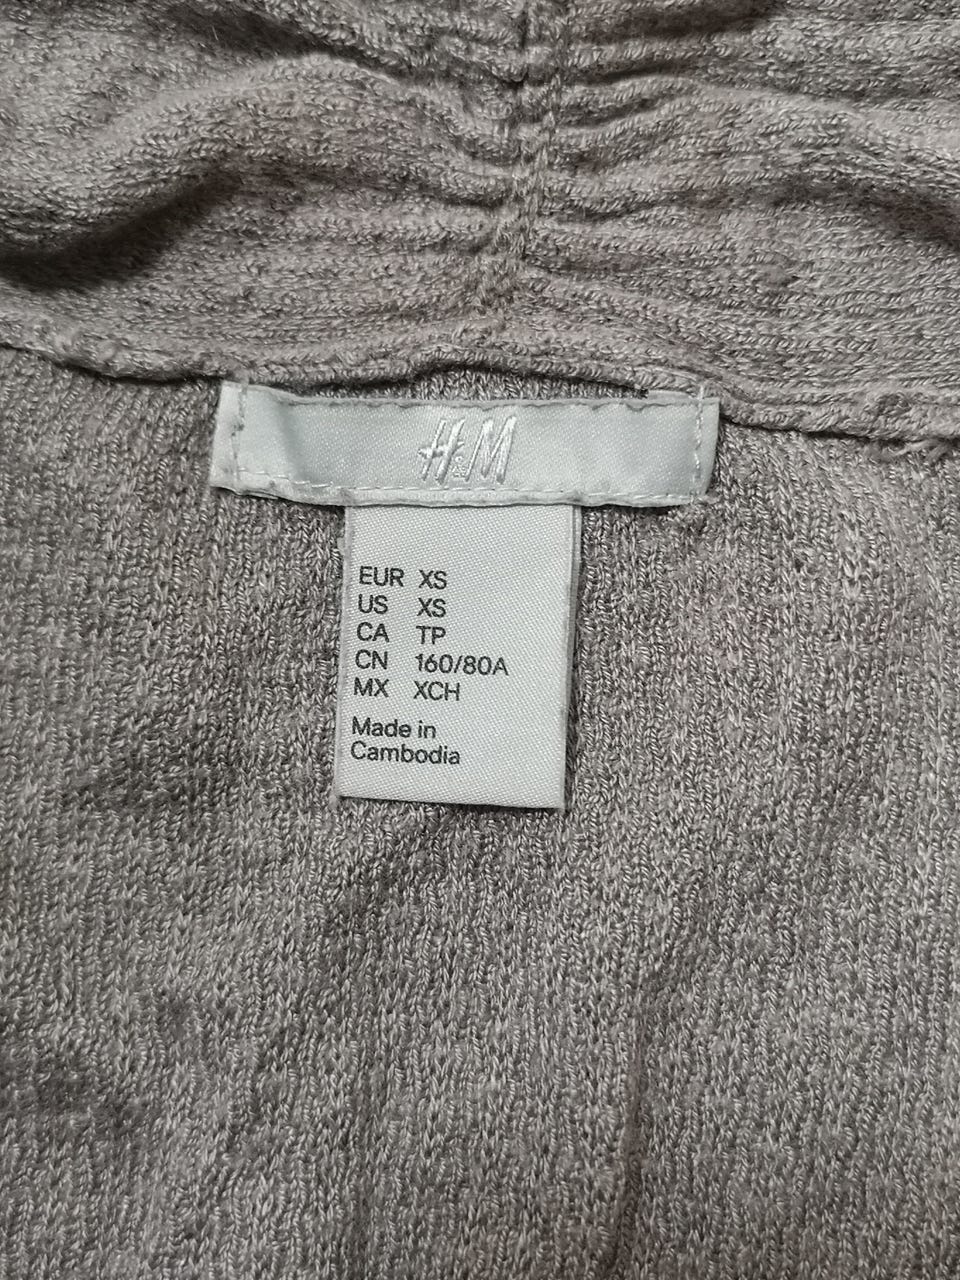 H&M
EUR XS
US XS
CA TP
CN 160/80A
MX XCH
Made in
Cambodia